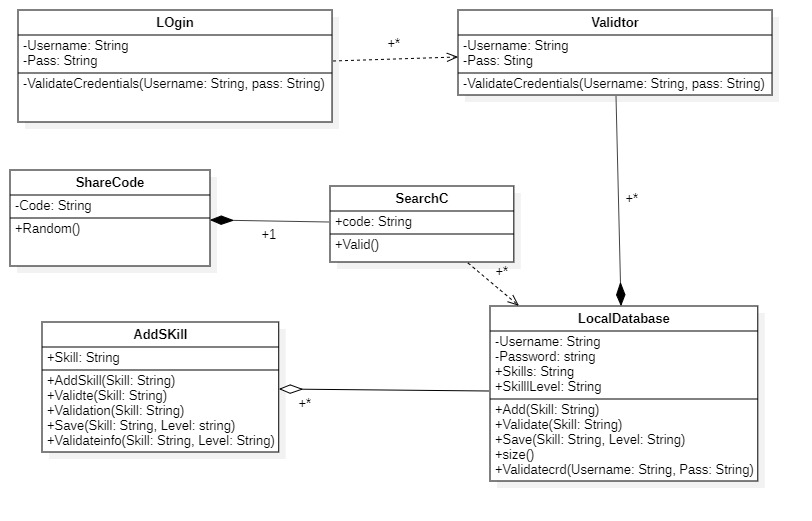 LOgin
-Username: String
-Pass: String
-ValidateCredentials(Username: String, pass: String)
+*
Validtor
-Username: String
-Pass: Sting
-ValidateCredentials(Username: String, pass: String)
ShareCode
-Code: String
+Random()
+1
SearchC
+code: String
+Valid()
+*
+*
AddSKill
+Skill: String
+AddSkill(Skill: String)
+Validte(Skill: String)
+Validation(Skill: String)
+Save(Skill: String, Level: string)
+Validateinfo(Skill: String, Level: String)
+*
LocalDatabase
-Username: String
-Password: string
+Skills: String
+SkilllLevel: String
+Add(Skill: String)
+Validate(Skill: String)
+Save(Skill: String, Level: String)
+size()
+Validatecrd(Username: String, Pass: String)